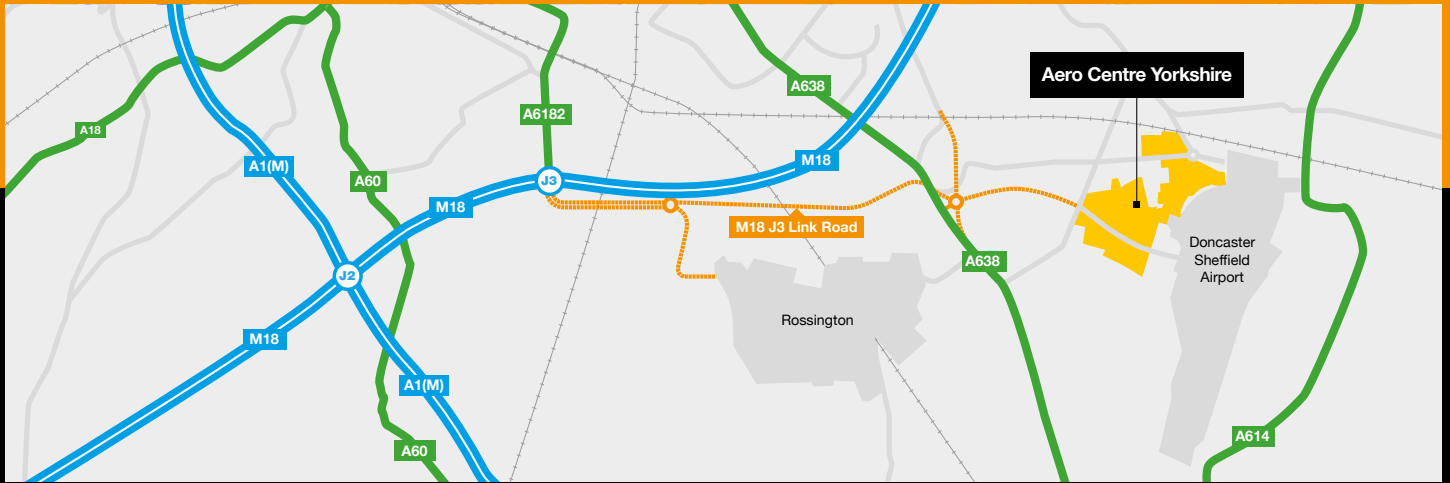 Aero Centre Yorkshire
A638
A6182
A18
M18
A1(M)
A60
J3
M18
M18 J3 Link Road
Doncaster
Sheffield
Airport
A638
J2
Rossington
M18
A1(M)
A614
A60